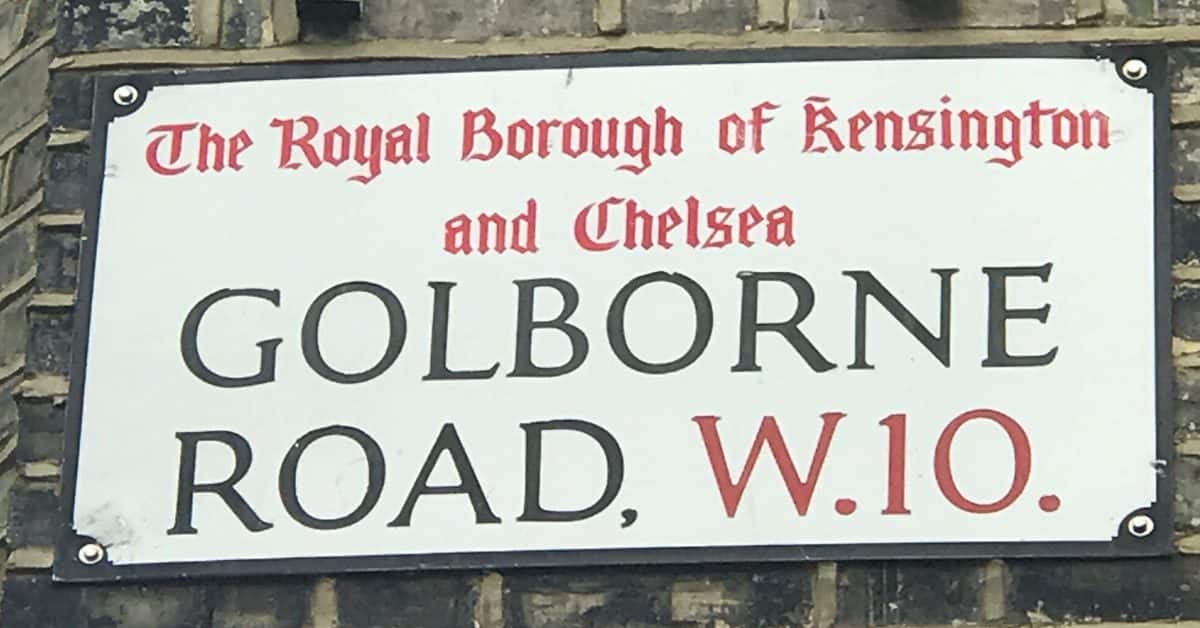 The Royal Borough of Kensington
and Chelsea
GOLBORNE
ROAD, W.10.